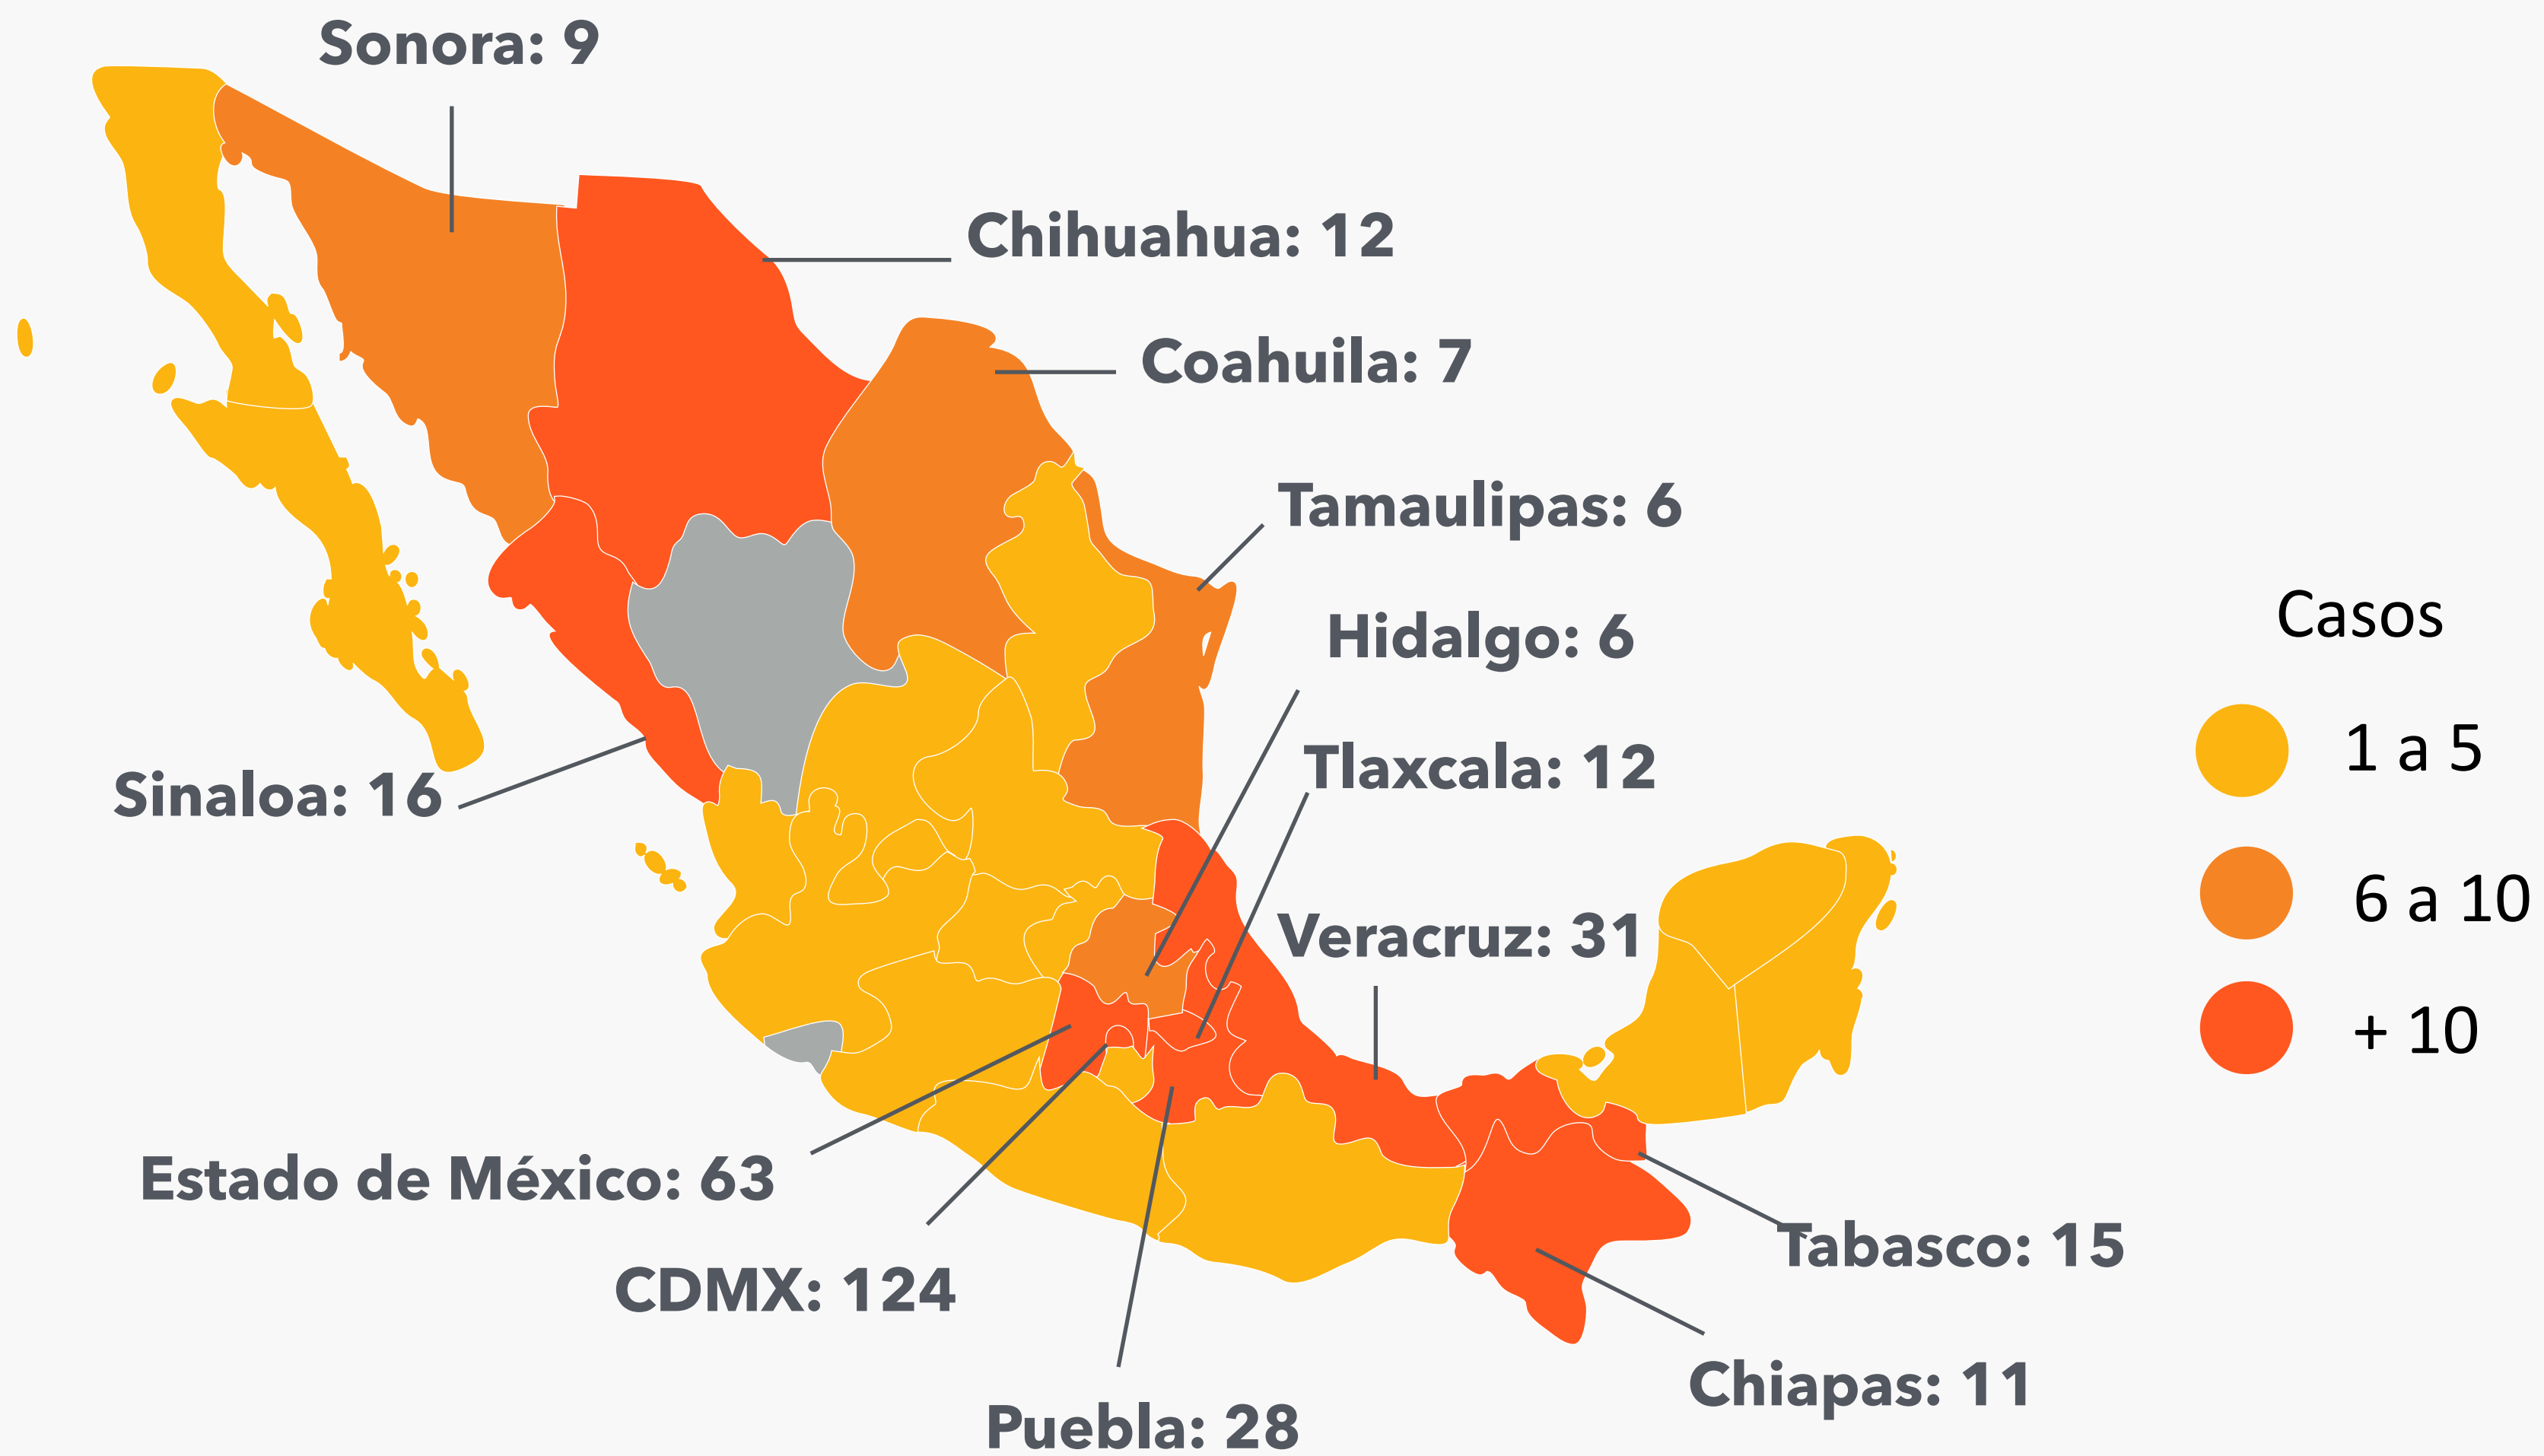 Sonora: 9
Chihuahua: 12
Coahuila: 7
Tamaulipas: 6
Hidalgo: 6
Tlaxcala: 12
Sinaloa: 16
Veracruz: 31
Estado de México: 63
CDMX: 124
Puebla: 28
Tabasco: 15
Chiapas: 11
Casos
1 a 5
6 a 10
+ 10